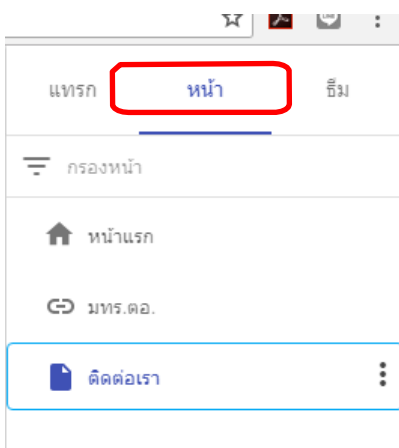 แทรก หน้า ธีม
กรองหน้า
หน้าแรก
มทร.ตอ.
ติดต่อเรา